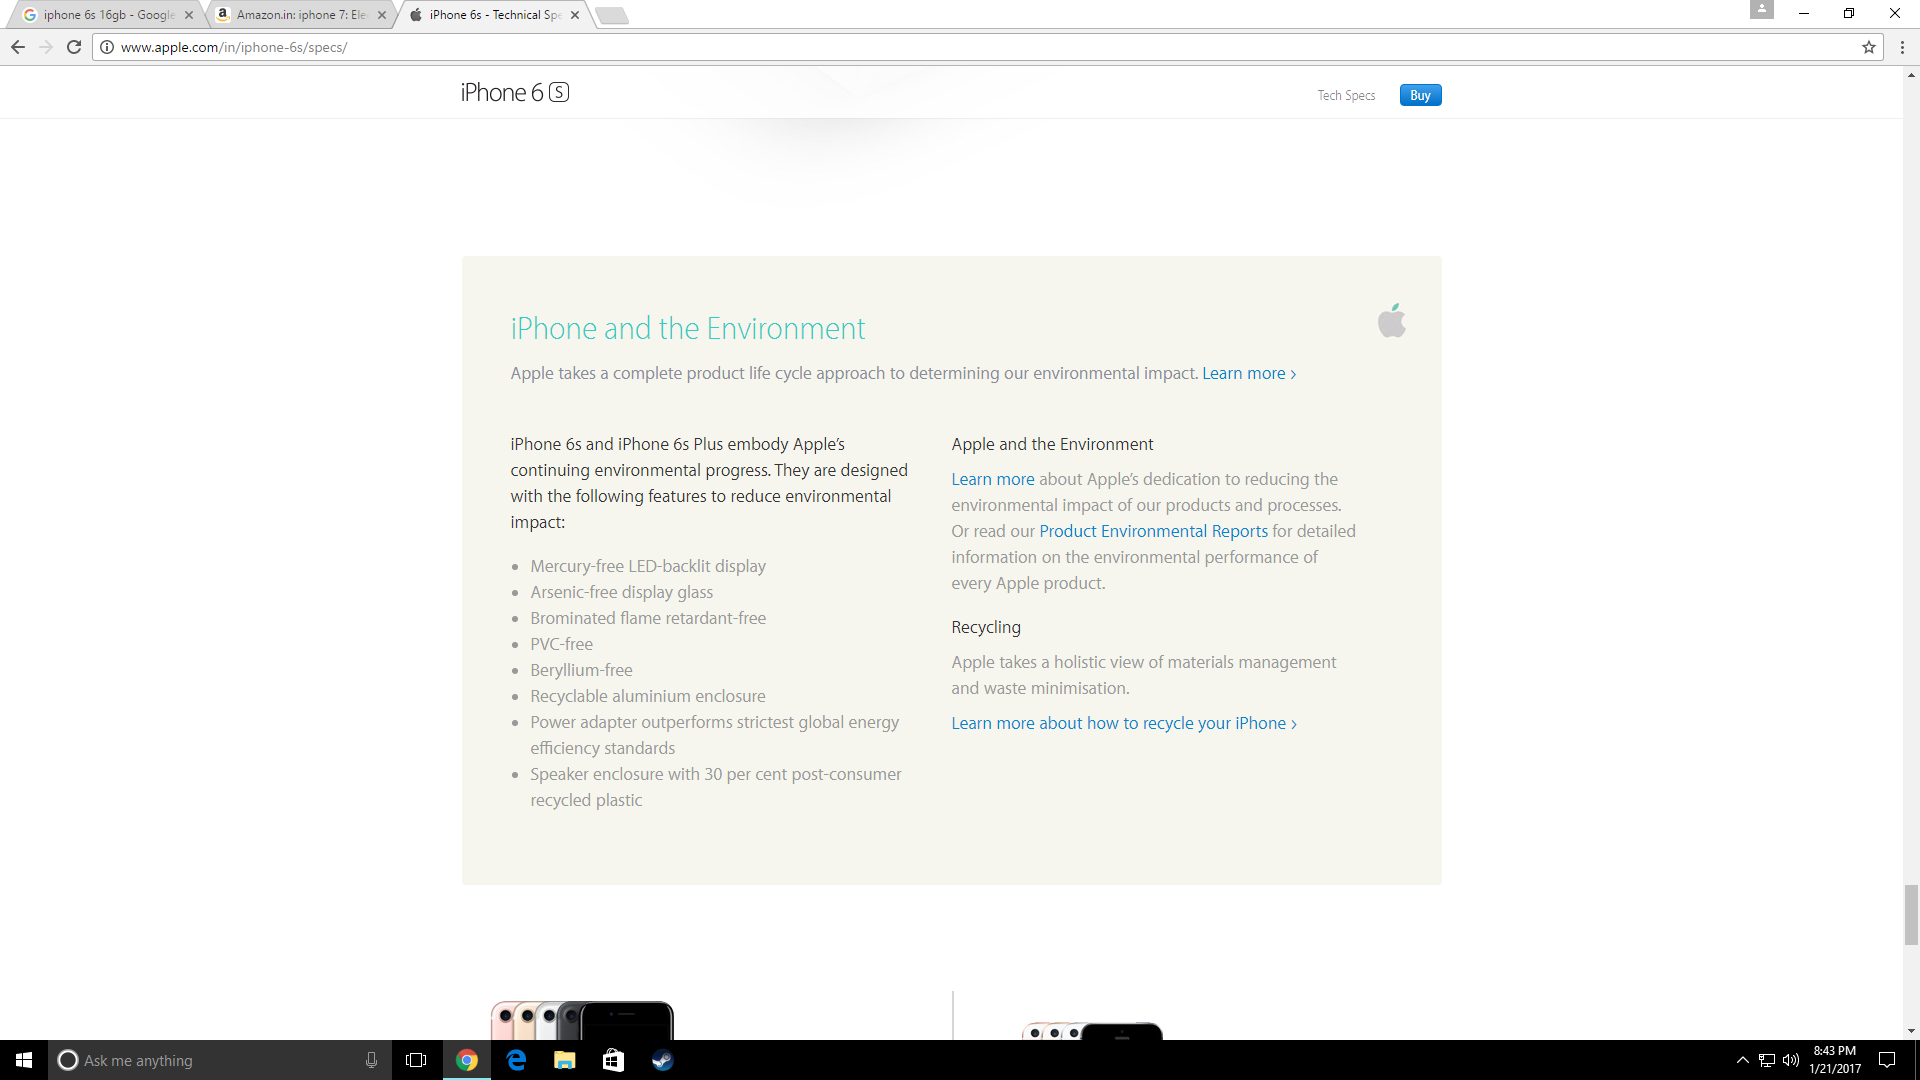 iphone 6s 16gb - Google
Amazon.in: iphone 7: Ele
iPhone 6s - Technical Spe
www.apple.com/in/iphone-6s/specs/
iPhone 6 S
Tech Specs
Buy
iPhone and the Environment
Apple takes a complete product life cycle approach to determining our environmental impact. Learn more ›
iPhone 6s and iPhone 6s Plus embody Apple’s
continuing environmental progress. They are designed
with the following features to reduce environmental
impact:
• Mercury-free LED-backlit display
• Arsenic-free display glass
• Brominated flame retardant-free
• PVC-free
• Beryllium-free
• Recyclable aluminium enclosure
• Power adapter outperforms strictest global energy
efficiency standards
• Speaker enclosure with 30 per cent post-consumer
recycled plastic
Apple and the Environment
Learn more about Apple’s dedication to reducing the
environmental impact of our products and processes.
Or read our Product Environmental Reports for detailed
information on the environmental performance of
every Apple product.
Recycling
Apple takes a holistic view of materials management
and waste minimisation.
Learn more about how to recycle your iPhone ›
Ask me anything
8:43 PM
1/21/2017